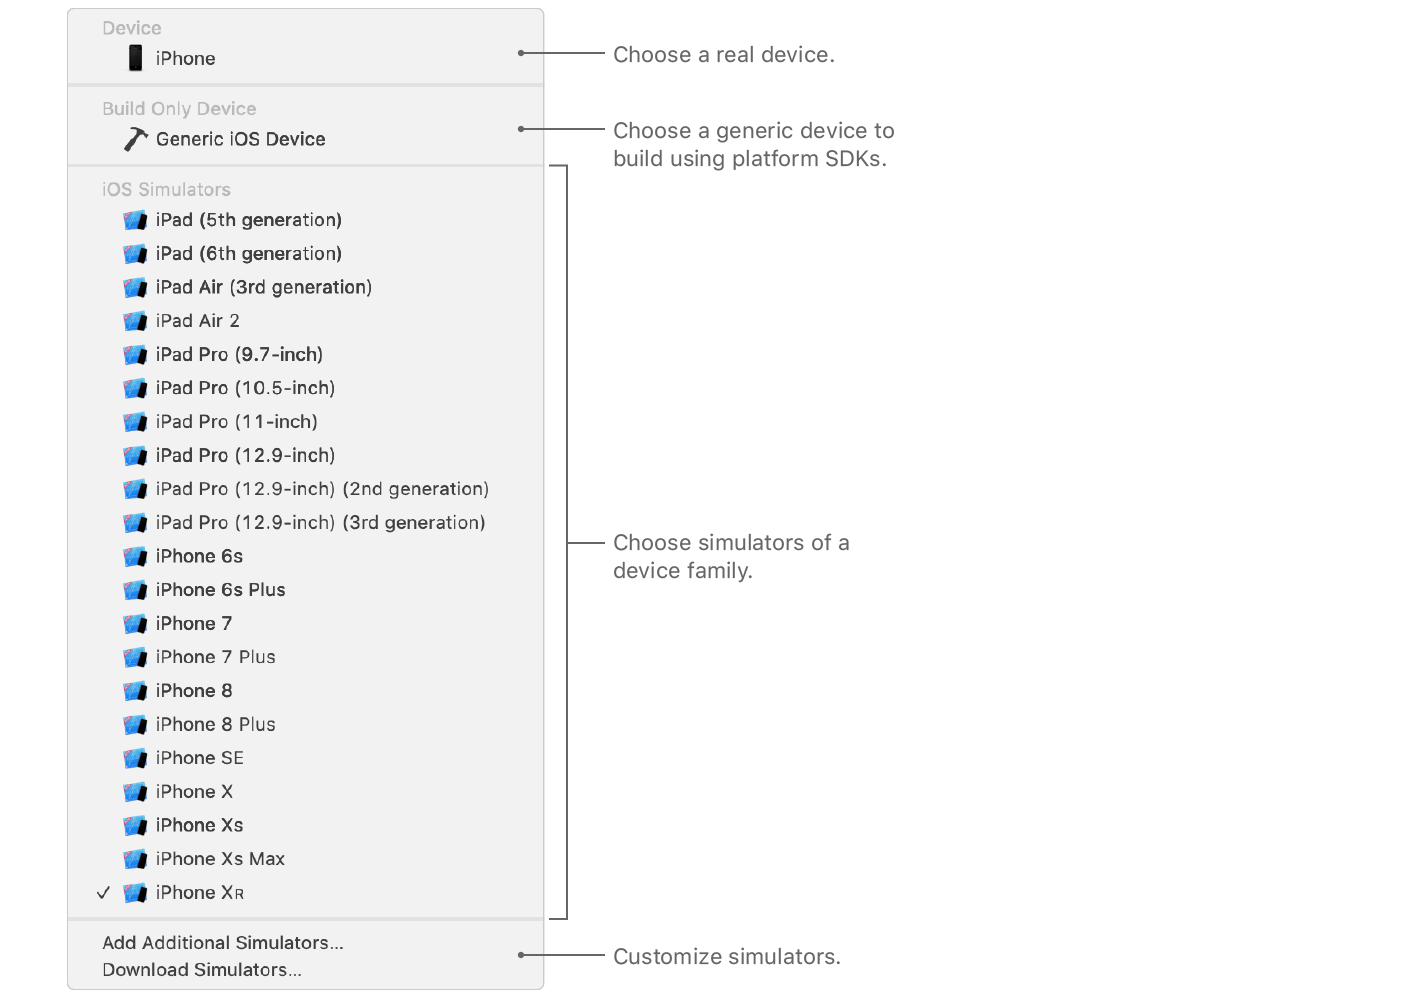 Device
iPhone
Choose a real device.
Build Only Device
Generic iOS Device
Choose a generic device to
build using platform SDKs.
iOS Simulators
iPad (5th generation)
iPad (6th generation)
iPad Air (3rd generation)
iPad Air 2
iPad Pro (9.7-inch)
iPad Pro (10.5-inch)
iPad Pro (11-inch)
iPad Pro (12.9-inch)
iPad Pro (12.9-inch) (2nd generation)
iPad Pro (12.9-inch) (3rd generation)
iPhone 6s
iPhone 6s Plus
iPhone 7
iPhone 7 Plus
iPhone 8
iPhone 8 Plus
iPhone SE
iPhone X
iPhone Xs
iPhone Xs Max
iPhone XR
Choose simulators of a
device family.
Add Additional Simulators...
Download Simulators...
Customize simulators.